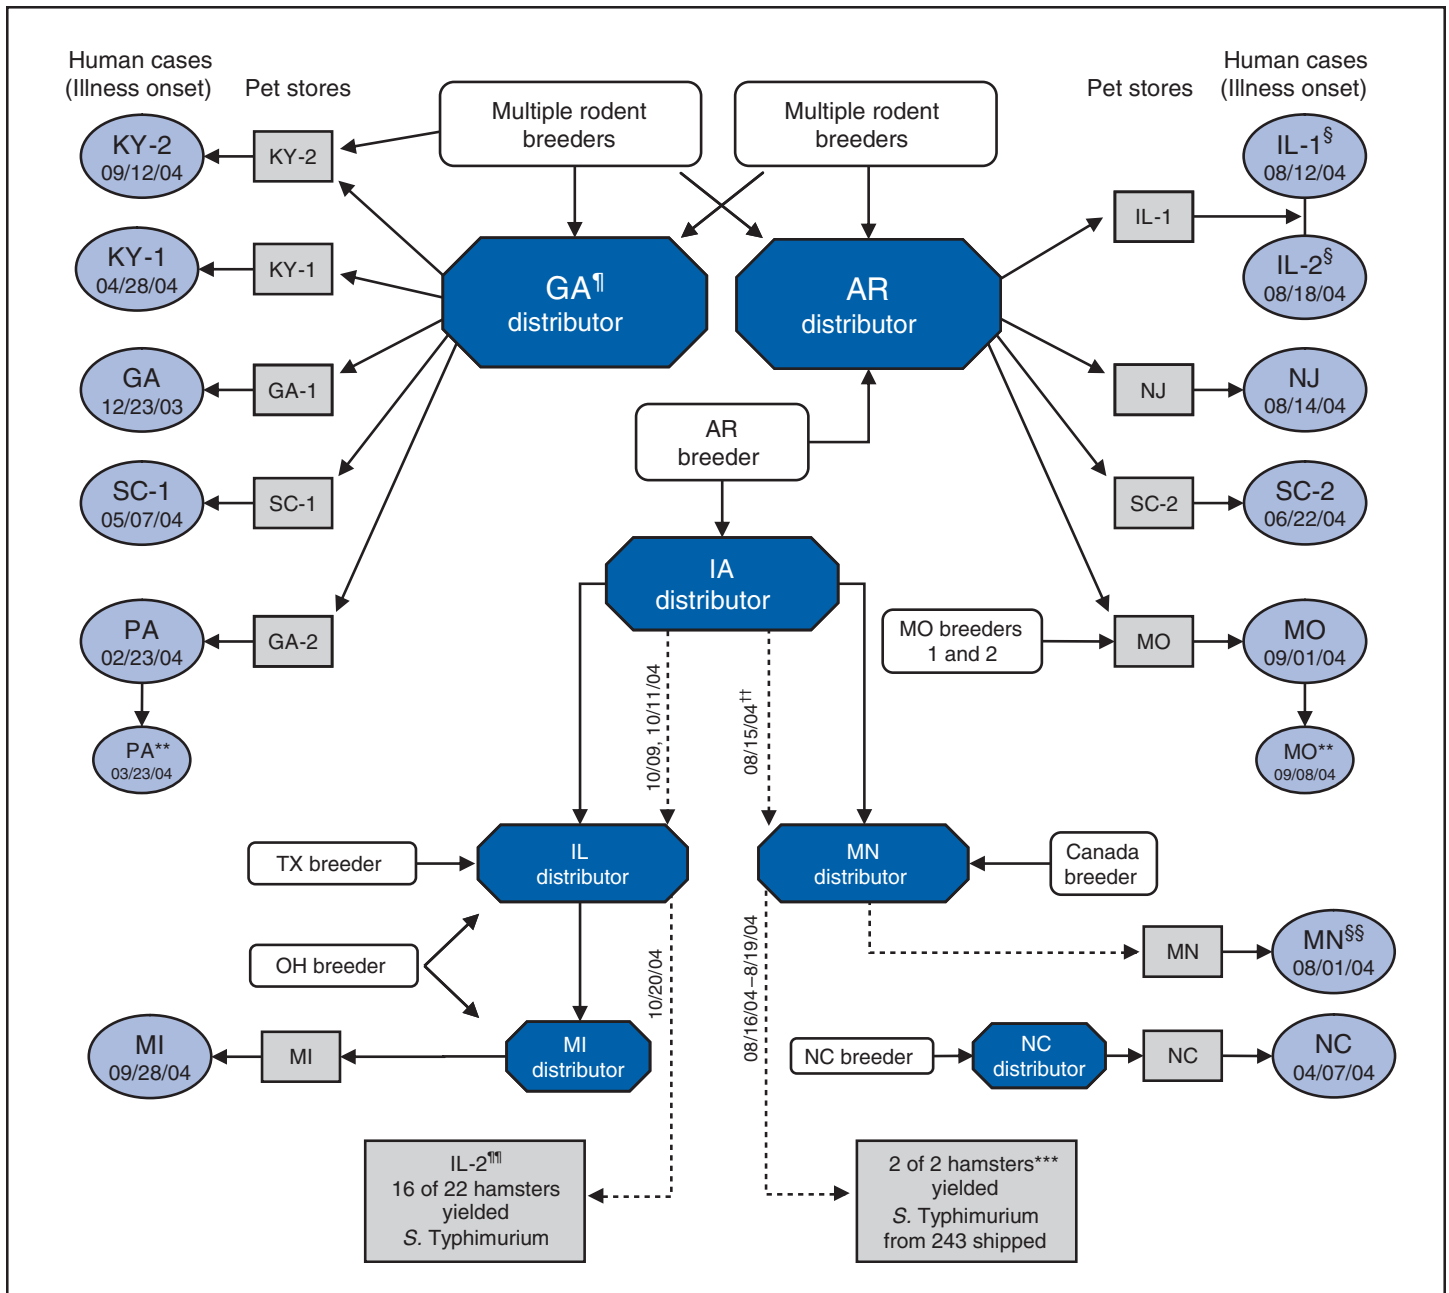 Human cases
(Illness onset)
Pet stores
Multiple rodent
breeders
Multiple rodent
breeders
Pet stores
Human cases
(Illness onset)
KY-2
09/12/04
KY-2
IL-1§
08/12/04
IL-1
KY-1
04/28/04
KY-1
GA¶
distributor
AR
distributor
IL-2§
08/18/04
GA
12/23/03
GA-1
NJ
NJ
08/14/04
AR
breeder
SC-1
05/07/04
SC-1
SC-2
SC-2
06/22/04
IA
distributor
PA
02/23/04
GA-2
MO breeders
1 and 2
MO
MO
09/01/04
10/09, 10/11/04
08/15/04††
PA**
03/23/04
MO**
09/08/04
TX breeder
IL
distributor
MN
distributor
Canada
breeder
OH breeder
10/20/04
08/16/04–8/19/04
MN
MN§§
08/01/04
MI
09/28/04
MI
MI
distributor
NC breeder
NC
distributor
NC
NC
04/07/04
IL-2¶¶
16 of 22 hamsters
yielded
S. Typhimurium
2 of 2 hamsters***
yielded
S. Typhimurium
from 243 shipped